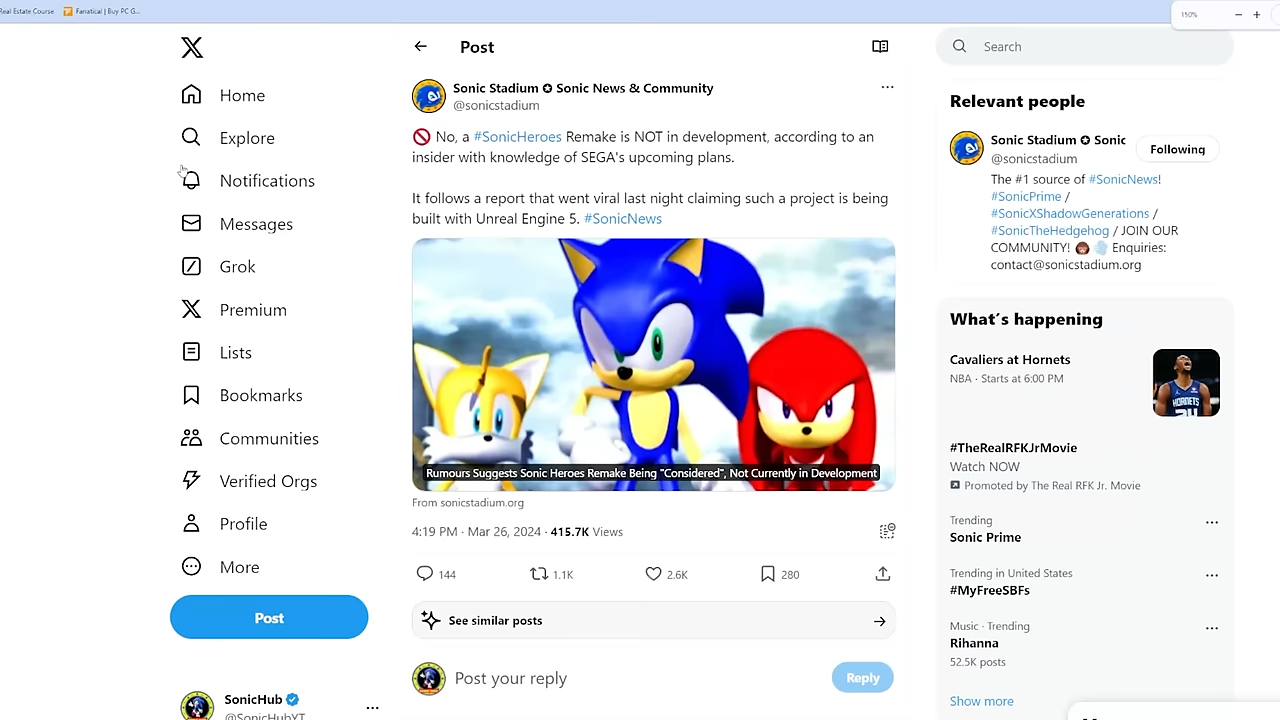 Real Estate Course
Fanatical | Buy PC G...
150%
Post
Search
Home
Explore
Notifications
Messages
Grok
Premium
Lists
Bookmarks
Communities
Verified Orgs
Profile
More
Post
SonicHub
@SonicHubYT
Sonic Stadium ✪ Sonic News & Community
@sonicstadium
🚫 No, a #SonicHeroes Remake is NOT in development, according to an
insider with knowledge of SEGA's upcoming plans.
It follows a report that went viral last night claiming such a project is being
built with Unreal Engine 5. #SonicNews
Rumours Suggests Sonic Heroes Remake Being "Considered", Not Currently in Development
From sonicstadium.org
4:19 PM · Mar 26, 2024 · 415.7K Views
144 1.1K 2.6K 280
See similar posts
Post your reply
Reply
Relevant people
Sonic Stadium ✪ Sonic
@sonicstadium
Following
The #1 source of #SonicNews!
#SonicPrime /
#SonicXShadowGenerations /
#SonicTheHedgehog / JOIN OUR
COMMUNITY! Enquiries:
contact@sonicstadium.org
What's happening
Cavaliers at Hornets
NBA · Starts at 6:00 PM
HORNETS
#TheRealRFKJrMovie
Watch NOW
Promoted by The Real RFK Jr. Movie
Trending
Sonic Prime
Trending in United States
#MyFreeSBFs
Music · Trending
Rihanna
52.5K posts
Show more